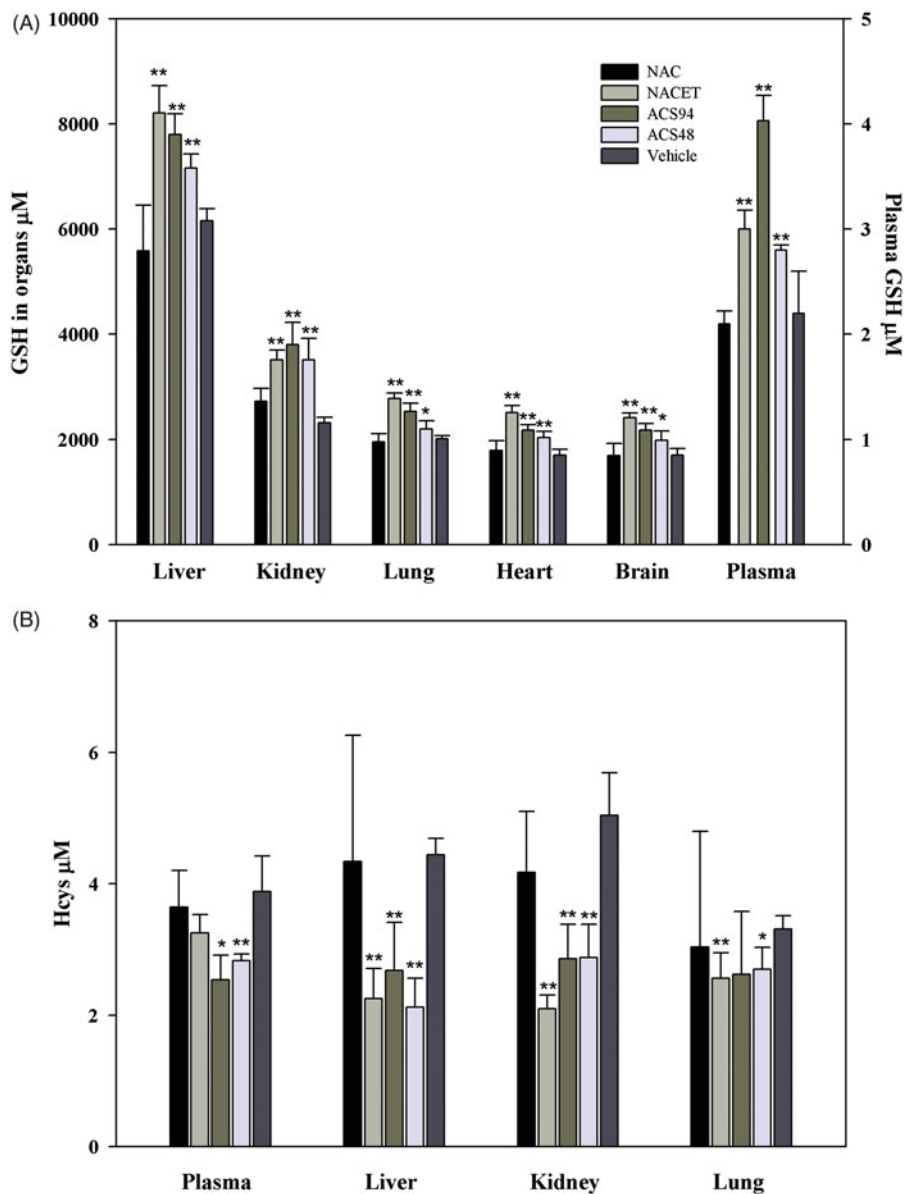 (A)
10000
8000
6000
4000
2000
0
GSH in organs µM
5
4
3
2
1
0
Plasma GSH µM
NAC
NACET
ACS94
ACS48
Vehicle
** ** **
** ** **
** ** *
** ** **
** ** *
** ** **
Liver Kidney Lung Heart Brain Plasma
(B)
8
6
4
2
0
Hcys µM
* **
** ** **
** ** **
** *
Plasma Liver Kidney Lung